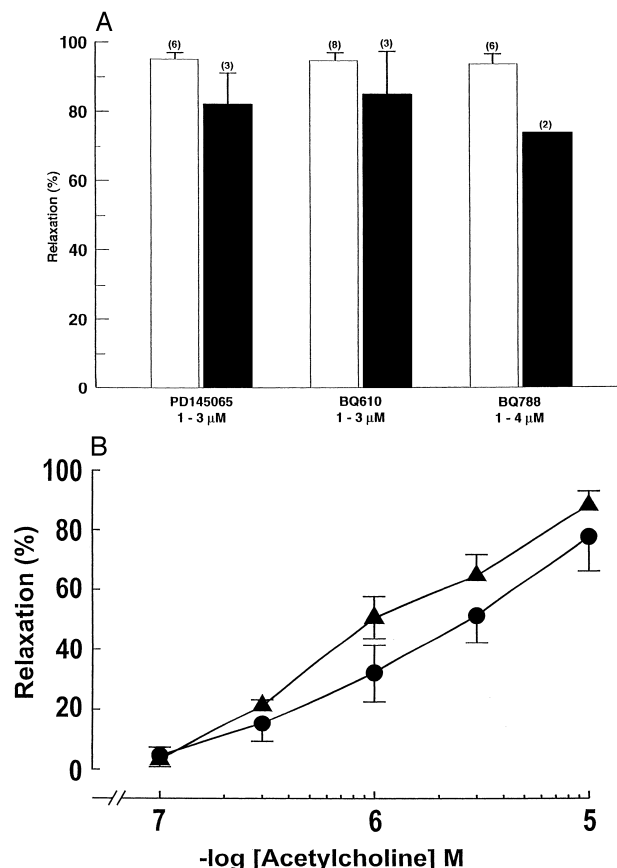 A
100
80
60
40
20
0
Relaxation (%)
(6)
(3)
(8)
(3)
(6)
(2)
PD145065
1 - 3 μM
BQ610
1 - 3 μM
BQ788
1 - 4 μM
B
100
80
60
40
20
0
Relaxation (%)
7
6
5
-log [Acetylcholine] M